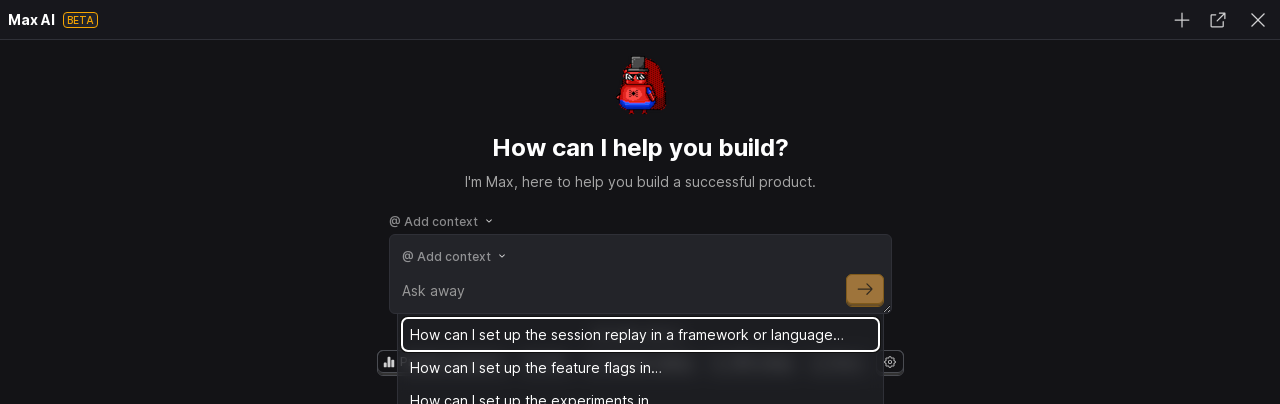 Max AI BETA
How can I help you build?
I'm Max, here to help you build a successful product.
@ Add context
@ Add context
Ask away
How can I set up the session replay in a framework or language…
How can I set up the feature flags in…
How can I set up the experiments in…